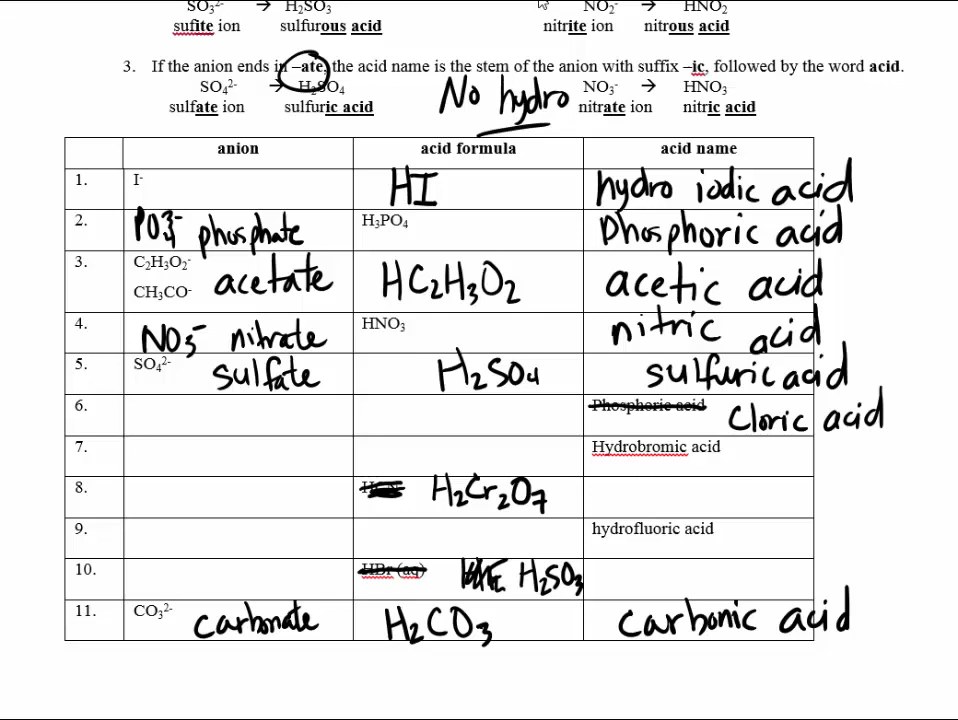 SO₃²⁻ → H₂SO₃ NO₂⁻ → HNO₂
sufite ion sulfurous acid nitrite ion nitrous acid
3. If the anion ends in –ate, the acid name is the stem of the anion with suffix –ic, followed by the word acid.
SO₄²⁻ → H₂SO₄ NO₃⁻ → HNO₃
sulfate ion sulfuric acid nitrate ion nitric acid
No hydro
anion acid formula acid name
1. I⁻ HI hydro iodic acid
2. PO₄³⁻ phosphate H₃PO₄ Phosphoric acid
3. C₂H₃O₂⁻ acetate HC₂H₃O₂ acetic acid
CH₃CO⁻
4. NO₃⁻ nitrate HNO₃ nitric acid
5. SO₄²⁻ sulfate H₂SO₄ sulfuric acid
6. Phosphoric acid Cloric acid
7. Hydrobromic acid
8. H₂Cr₂O₇
9. hydrofluoric acid
10. HBr (aq) H₂SO₃
11. CO₃²⁻ carbonate H₂CO₃ carbonic acid